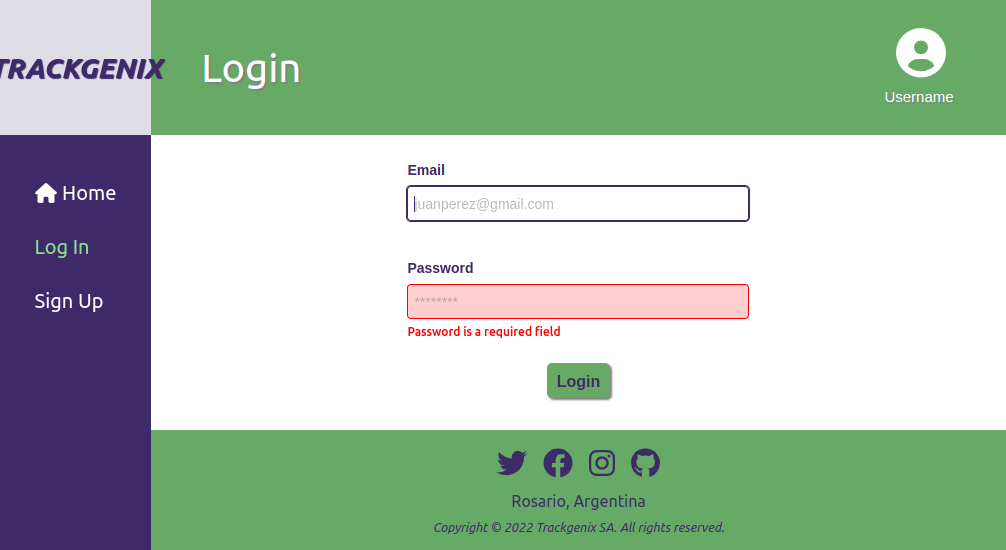 TRACKGENIX
Login
Username
Home
Log In
Sign Up
Email
juanperez@gmail.com
Password
********
Password is a required field
Login
Rosario, Argentina
Copyright © 2022 Trackgenix SA. All rights reserved.